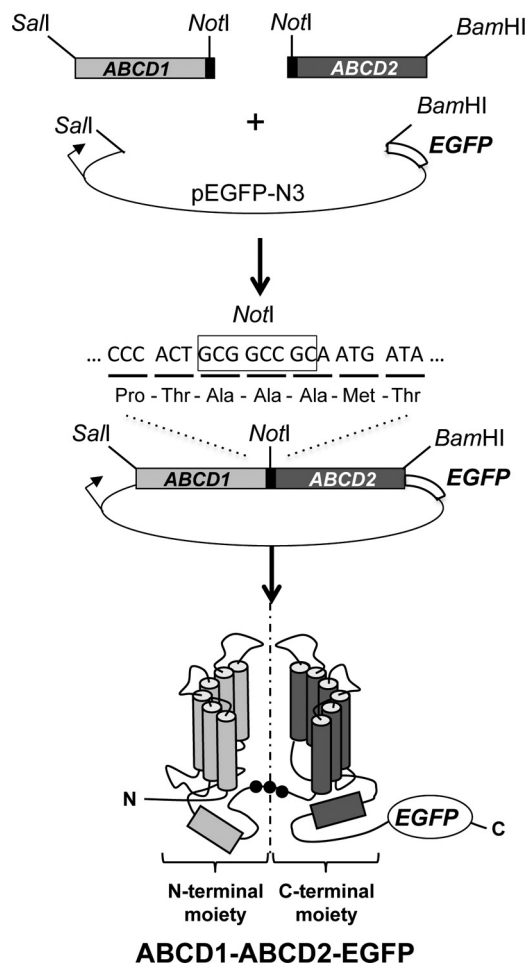 SalI NotI NotI BamHI
ABCD1 ABCD2
+
SalI BamHI
EGFP
pEGFP-N3
NotI
... CCC ACT GCG GCC GCA ATG ATA ...
Pro - Thr - Ala - Ala - Ala - Met - Thr
SalI NotI BamHI
ABCD1 ABCD2 EGFP
N EGFP C
N-terminal C-terminal
moiety moiety
ABCD1-ABCD2-EGFP